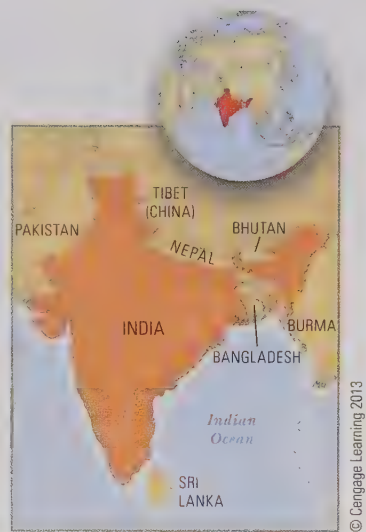 TIBET
(CHINA)
PAKISTAN
BHUTAN
NEPAL
INDIA
BURMA
BANGLADESH
Indian
Ocean
SRI
LANKA
© Cengage Learning 2013